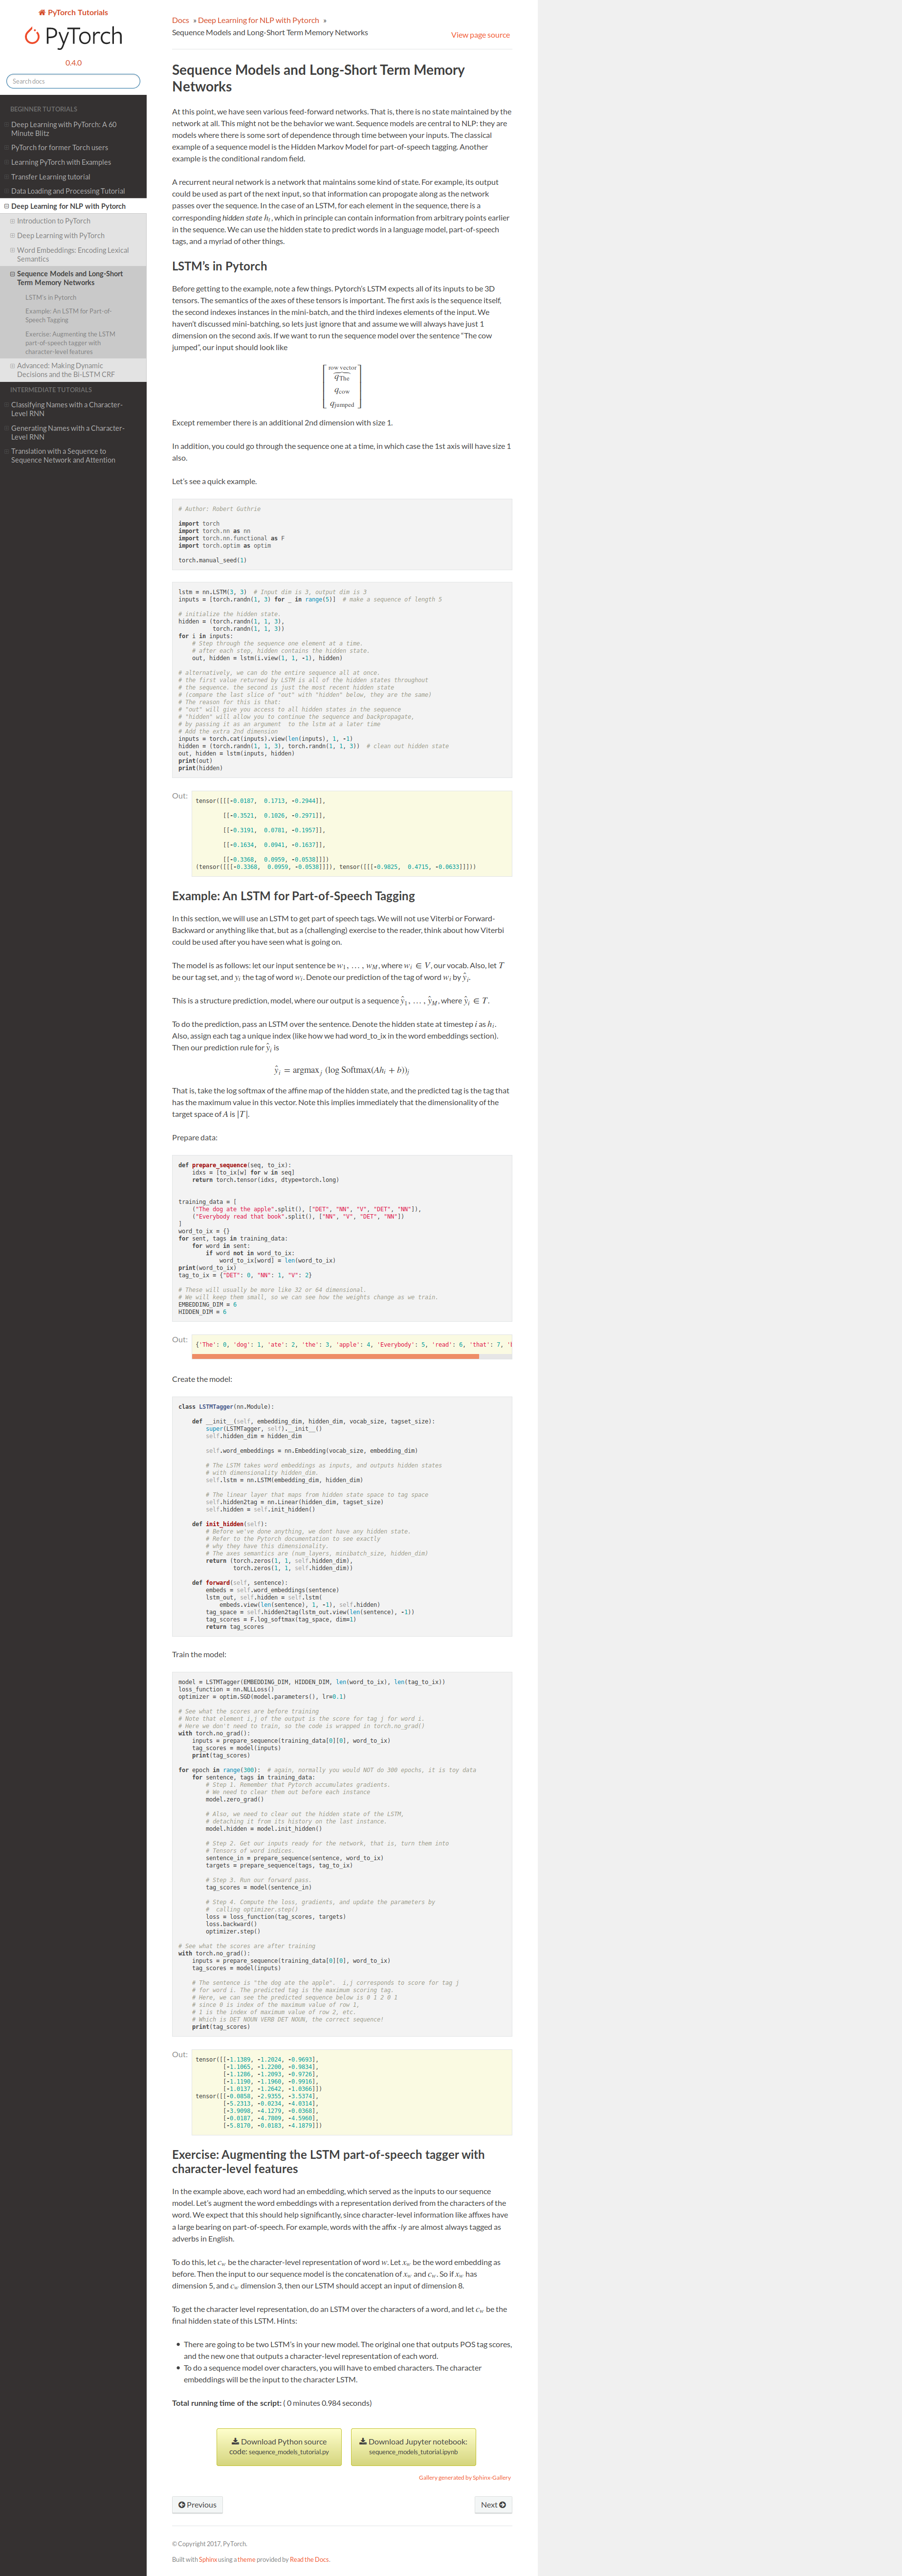 PyTorch Tutorials
PyTorch
0.4.0
Search docs
BEGINNER TUTORIALS
Deep Learning with PyTorch: A 60
Minute Blitz
PyTorch for former Torch users
Learning PyTorch with Examples
Transfer Learning tutorial
Data Loading and Processing Tutorial
Deep Learning for NLP with Pytorch
Introduction to PyTorch
Deep Learning with PyTorch
Word Embeddings: Encoding Lexical
Semantics
Sequence Models and Long-Short
Term Memory Networks
LSTM's in Pytorch
Example: An LSTM for Part-of-
Speech Tagging
Exercise: Augmenting the LSTM
part-of-speech tagger with
character-level features
Advanced: Making Dynamic
Decisions and the Bi-LSTM CRF
INTERMEDIATE TUTORIALS
Classifying Names with a Character-
Level RNN
Generating Names with a Character-
Level RNN
Translation with a Sequence to
Sequence Network and Attention
Docs » Deep Learning for NLP with Pytorch »
Sequence Models and Long-Short Term Memory Networks
View page source
Sequence Models and Long-Short Term Memory
Networks
At this point, we have seen various feed-forward networks. That is, there is no state maintained by the
network at all. This might not be the behavior we want. Sequence models are central to NLP: they are
models where there is some sort of dependence through time between your inputs. The classical
example of a sequence model is the Hidden Markov Model for part-of-speech tagging. Another
example is the conditional random field.
A recurrent neural network is a network that maintains some kind of state. For example, its output
could be used as part of the next input, so that information can propogate along as the network
passes over the sequence. In the case of an LSTM, for each element in the sequence, there is a
corresponding hidden state h_t, which in principle can contain information from arbitrary points earlier
in the sequence. We can use the hidden state to predict words in a language model, part-of-speech
tags, and a myriad of other things.
LSTM's in Pytorch
Before getting to the example, note a few things. Pytorch's LSTM expects all of its inputs to be 3D
tensors. The semantics of the axes of these tensors is important. The first axis is the sequence itself,
the second indexes instances in the mini-batch, and the third indexes elements of the input. We
haven't discussed mini-batching, so lets just ignore that and assume we will always have just 1
dimension on the second axis. If we want to run the sequence model over the sentence "The cow
jumped", our input should look like
row vector
q_The
q_cow
q_jumped
Except remember there is an additional 2nd dimension with size 1.
In addition, you could go through the sequence one at a time, in which case the 1st axis will have size 1
also.
Let's see a quick example.
# Author: Robert Guthrie
import torch
import torch.nn as nn
import torch.nn.functional as F
import torch.optim as optim
torch.manual_seed(1)
lstm = nn.LSTM(3, 3)  # Input dim is 3, output dim is 3
inputs = [torch.randn(1, 3) for _ in range(5)]  # make a sequence of length 5
# initialize the hidden state.
hidden = (torch.randn(1, 1, 3),
torch.randn(1, 1, 3))
for i in inputs:
# Step through the sequence one element at a time.
# after each step, hidden contains the hidden state.
out, hidden = lstm(i.view(1, 1, -1), hidden)
# alternatively, we can do the entire sequence all at once.
# the first value returned by LSTM is all of the hidden states throughout
# the sequence. the second is just the most recent hidden state
# (compare the last slice of "out" with "hidden" below, they are the same)
# The reason for this is that:
# "out" will give you access to all hidden states in the sequence
# "hidden" will allow you to continue the sequence and backpropagate,
# by passing it as an argument  to the lstm at a later time
# Add the extra 2nd dimension
inputs = torch.cat(inputs).view(len(inputs), 1, -1)
hidden = (torch.randn(1, 1, 3), torch.randn(1, 1, 3))  # clean out hidden state
out, hidden = lstm(inputs, hidden)
print(out)
print(hidden)
Out:
tensor([[[-0.0187,  0.1713, -0.2944]],
[[-0.3521,  0.1026, -0.2971]],
[[-0.3191,  0.0781, -0.1957]],
[[-0.1634,  0.0941, -0.1637]],
[[-0.3368,  0.0959, -0.0538]]])
(tensor([[[-0.3368,  0.0959, -0.0538]]]), tensor([[[-0.9825,  0.4715, -0.0633]]]))
Example: An LSTM for Part-of-Speech Tagging
In this section, we will use an LSTM to get part of speech tags. We will not use Viterbi or Forward-
Backward or anything like that, but as a (challenging) exercise to the reader, think about how Viterbi
could be used after you have seen what is going on.
The model is as follows: let our input sentence be w_1, … , w_M, where w_i ∈ V, our vocab. Also, let T
be our tag set, and y_i the tag of word w_i. Denote our prediction of the tag of word w_i by ŷ_i.
This is a structure prediction, model, where our output is a sequence ŷ_1, … , ŷ_M, where ŷ_i ∈ T.
To do the prediction, pass an LSTM over the sentence. Denote the hidden state at timestep i as h_i.
Also, assign each tag a unique index (like how we had word_to_ix in the word embeddings section).
Then our prediction rule for ŷ_i is
ŷ_i = argmax_j (log Softmax(Ah_i + b))_j
That is, take the log softmax of the affine map of the hidden state, and the predicted tag is the tag that
has the maximum value in this vector. Note this implies immediately that the dimensionality of the
target space of A is |T|.
Prepare data:
def prepare_sequence(seq, to_ix):
idxs = [to_ix[w] for w in seq]
return torch.tensor(idxs, dtype=torch.long)
training_data = [
("The dog ate the apple".split(), ["DET", "NN", "V", "DET", "NN"]),
("Everybody read that book".split(), ["NN", "V", "DET", "NN"])
]
word_to_ix = {}
for sent, tags in training_data:
for word in sent:
if word not in word_to_ix:
word_to_ix[word] = len(word_to_ix)
print(word_to_ix)
tag_to_ix = {"DET": 0, "NN": 1, "V": 2}
# These will usually be more like 32 or 64 dimensional.
# We will keep them small, so we can see how the weights change as we train.
EMBEDDING_DIM = 6
HIDDEN_DIM = 6
Out:
{'The': 0, 'dog': 1, 'ate': 2, 'the': 3, 'apple': 4, 'Everybody': 5, 'read': 6, 'that': 7,
Create the model:
class LSTMTagger(nn.Module):
def __init__(self, embedding_dim, hidden_dim, vocab_size, tagset_size):
super(LSTMTagger, self).__init__()
self.hidden_dim = hidden_dim
self.word_embeddings = nn.Embedding(vocab_size, embedding_dim)
# The LSTM takes word embeddings as inputs, and outputs hidden states
# with dimensionality hidden_dim.
self.lstm = nn.LSTM(embedding_dim, hidden_dim)
# The linear layer that maps from hidden state space to tag space
self.hidden2tag = nn.Linear(hidden_dim, tagset_size)
self.hidden = self.init_hidden()
def init_hidden(self):
# Before we've done anything, we dont have any hidden state.
# Refer to the Pytorch documentation to see exactly
# why they have this dimensionality.
# The axes semantics are (num_layers, minibatch_size, hidden_dim)
return (torch.zeros(1, 1, self.hidden_dim),
torch.zeros(1, 1, self.hidden_dim))
def forward(self, sentence):
embeds = self.word_embeddings(sentence)
lstm_out, self.hidden = self.lstm(
embeds.view(len(sentence), 1, -1), self.hidden)
tag_space = self.hidden2tag(lstm_out.view(len(sentence), -1))
tag_scores = F.log_softmax(tag_space, dim=1)
return tag_scores
Train the model:
model = LSTMTagger(EMBEDDING_DIM, HIDDEN_DIM, len(word_to_ix), len(tag_to_ix))
loss_function = nn.NLLLoss()
optimizer = optim.SGD(model.parameters(), lr=0.1)
# See what the scores are before training
# Note that element i,j of the output is the score for tag j for word i.
# Here we don't need to train, so the code is wrapped in torch.no_grad()
with torch.no_grad():
inputs = prepare_sequence(training_data[0][0], word_to_ix)
tag_scores = model(inputs)
print(tag_scores)
for epoch in range(300):  # again, normally you would NOT do 300 epochs, it is toy data
for sentence, tags in training_data:
# Step 1. Remember that Pytorch accumulates gradients.
# We need to clear them out before each instance
model.zero_grad()
# Also, we need to clear out the hidden state of the LSTM,
# detaching it from its history on the last instance.
model.hidden = model.init_hidden()
# Step 2. Get our inputs ready for the network, that is, turn them into
# Tensors of word indices.
sentence_in = prepare_sequence(sentence, word_to_ix)
targets = prepare_sequence(tags, tag_to_ix)
# Step 3. Run our forward pass.
tag_scores = model(sentence_in)
# Step 4. Compute the loss, gradients, and update the parameters by
#  calling optimizer.step()
loss = loss_function(tag_scores, targets)
loss.backward()
optimizer.step()
# See what the scores are after training
with torch.no_grad():
inputs = prepare_sequence(training_data[0][0], word_to_ix)
tag_scores = model(inputs)
# The sentence is "the dog ate the apple".  i,j corresponds to score for tag j
# for word i. The predicted tag is the maximum scoring tag.
# Here, we can see the predicted sequence below is 0 1 2 0 1
# since 0 is index of the maximum value of row 1,
# 1 is the index of maximum value of row 2, etc.
# Which is DET NOUN VERB DET NOUN, the correct sequence!
print(tag_scores)
Out:
tensor([[-1.1389, -1.2024, -0.9693],
[-1.1065, -1.2200, -0.9834],
[-1.1286, -1.2093, -0.9726],
[-1.1190, -1.1960, -0.9916],
[-1.0137, -1.2642, -1.0366]])
tensor([[-0.0858, -2.9355, -3.5374],
[-5.2313, -0.0234, -4.0314],
[-3.9098, -4.1279, -0.0368],
[-0.0187, -4.7809, -4.5960],
[-5.8170, -0.0183, -4.1879]])
Exercise: Augmenting the LSTM part-of-speech tagger with
character-level features
In the example above, each word had an embedding, which served as the inputs to our sequence
model. Let's augment the word embeddings with a representation derived from the characters of the
word. We expect that this should help significantly, since character-level information like affixes have
a large bearing on part-of-speech. For example, words with the affix -ly are almost always tagged as
adverbs in English.
To do this, let c_w be the character-level representation of word w. Let x_w be the word embedding as
before. Then the input to our sequence model is the concatenation of x_w and c_w. So if x_w has
dimension 5, and c_w dimension 3, then our LSTM should accept an input of dimension 8.
To get the character level representation, do an LSTM over the characters of a word, and let c_w be the
final hidden state of this LSTM. Hints:
• There are going to be two LSTM's in your new model. The original one that outputs POS tag scores,
and the new one that outputs a character-level representation of each word.
• To do a sequence model over characters, you will have to embed characters. The character
embeddings will be the input to the character LSTM.
Total running time of the script: ( 0 minutes 0.984 seconds)
Download Python source
code: sequence_models_tutorial.py
Download Jupyter notebook:
sequence_models_tutorial.ipynb
Gallery generated by Sphinx-Gallery
Previous
Next
© Copyright 2017, PyTorch.
Built with Sphinx using a theme provided by Read the Docs.